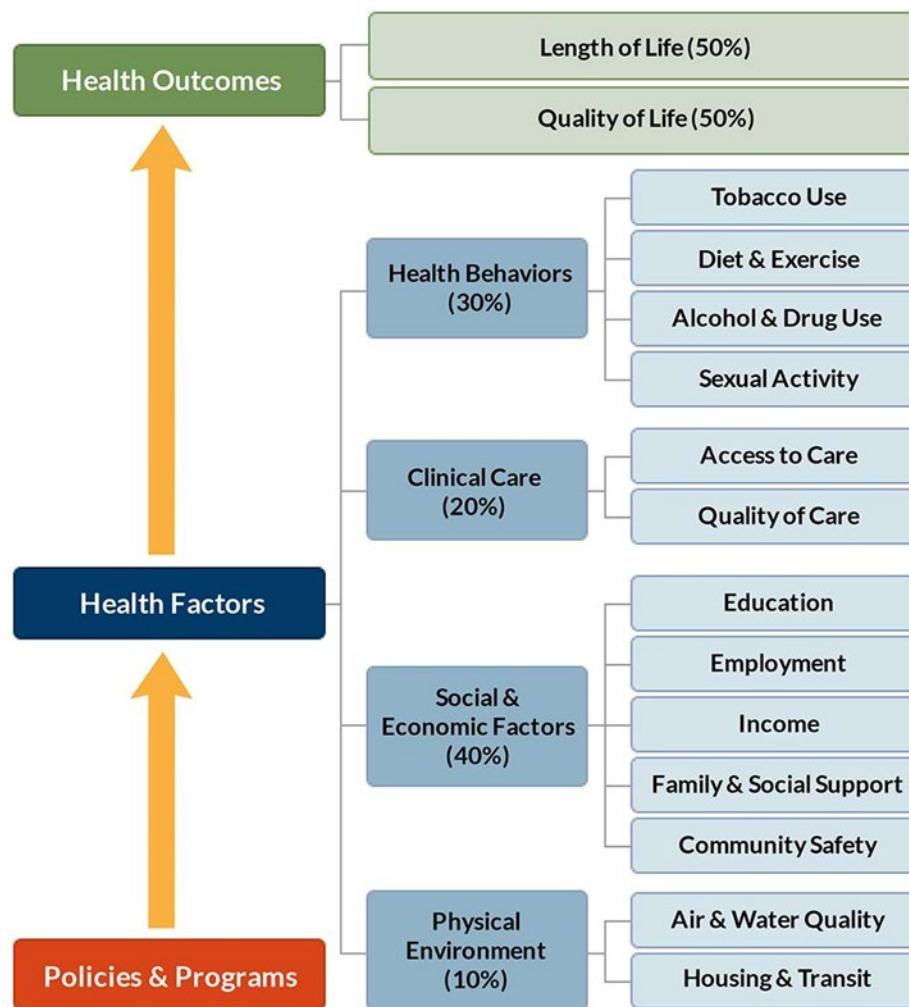 Health Outcomes
Length of Life (50%)
Quality of Life (50%)
Health Factors
Health Behaviors
(30%)
Tobacco Use
Diet & Exercise
Alcohol & Drug Use
Sexual Activity
Clinical Care
(20%)
Access to Care
Quality of Care
Social &
Economic Factors
(40%)
Education
Employment
Income
Family & Social Support
Community Safety
Physical
Environment
(10%)
Air & Water Quality
Housing & Transit
Policies & Programs